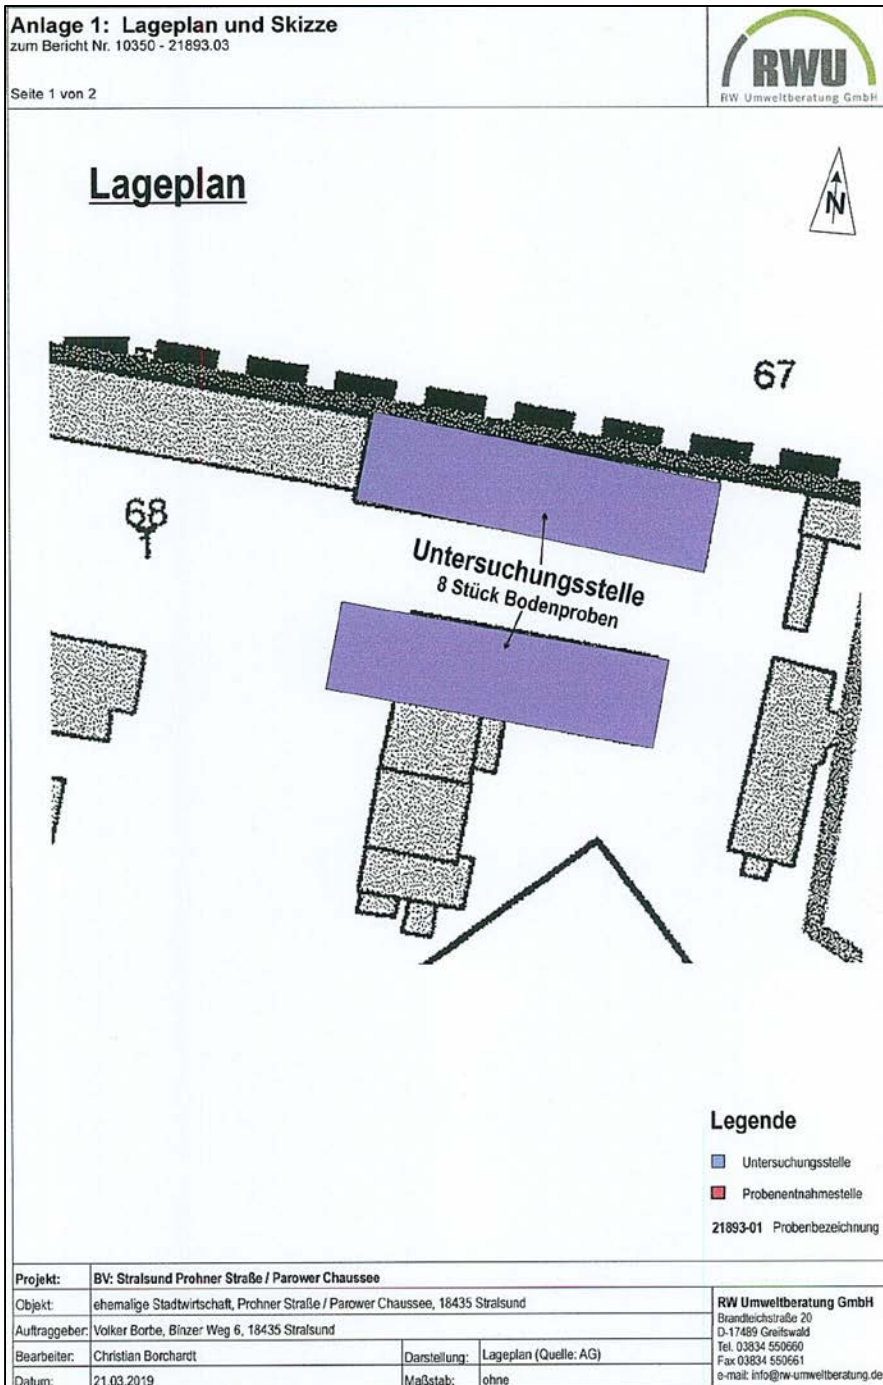 Anlage 1: Lageplan und Skizze
zum Bericht Nr. 10350 - 21893.03
Seite 1 von 2
RWU
RW Umweltberatung GmbH
Lageplan
N
67
68
Untersuchungsstelle
8 Stück Bodenproben
Legende
Untersuchungsstelle
Probenentnahmestelle
21893-01 Probenbezeichnung
Projekt: BV: Stralsund Prohner Straße / Parower Chaussee
Objekt: ehemalige Stadtwirtschaft, Prohner Straße / Parower Chaussee, 18435 Stralsund
Auftraggeber: Volker Borbe, Binzer Weg 6, 18435 Stralsund
Bearbeiter: Christian Borchardt Darstellung: Lageplan (Quelle: AG)
Datum: 21.03.2019 Maßstab: ohne
RW Umweltberatung GmbH
Brandteichstraße 20
D-17489 Greifswald
Tel. 03834 550660
Fax 03834 550661
e-mail: info@rw-umweltberatung.de